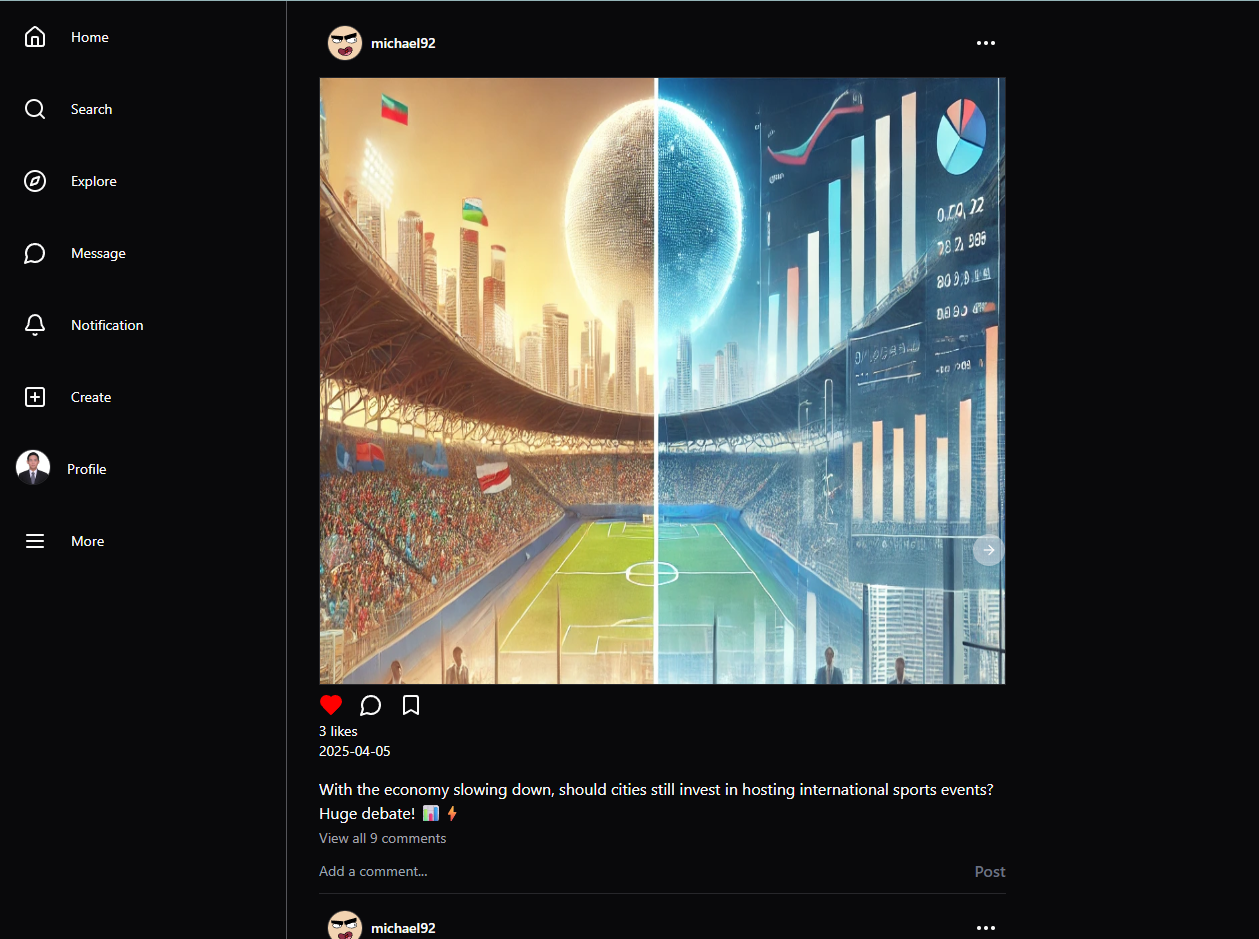 Home
Search
Explore
Message
Notification
Create
Profile
More
michael92
3 likes
2025-04-05
With the economy slowing down, should cities still invest in hosting international sports events?
Huge debate! 📊⚡
View all 9 comments
Add a comment...
Post
michael92